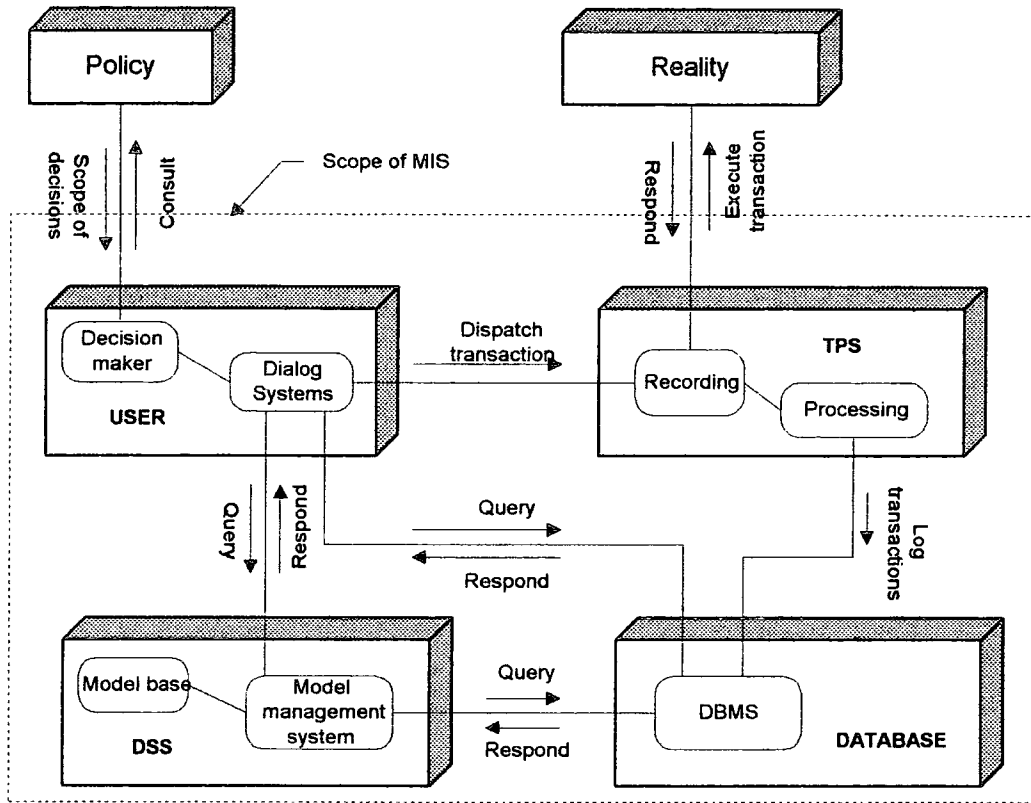 Policy
Reality
Scope of
decisions
Consult
Scope of MIS
Respond
Execute
transaction
Decision
maker
Dialog
Systems
USER
Dispatch
transaction
TPS
Recording
Processing
Query
Respond
Query
Respond
Log
transactions
Model base
Model
management
system
DSS
Query
Respond
DBMS
DATABASE